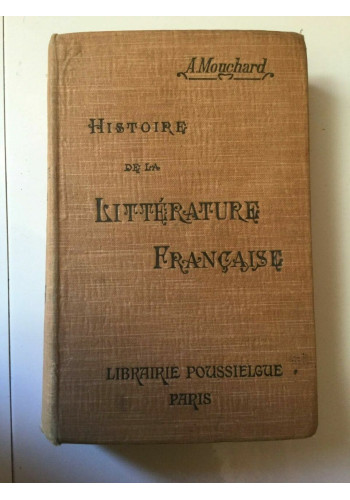 A. Mouchard
HISTOIRE
DE LA
LITTÉRATURE
FRANÇAISE
LIBRAIRIE POUSSIELGUE
PARIS